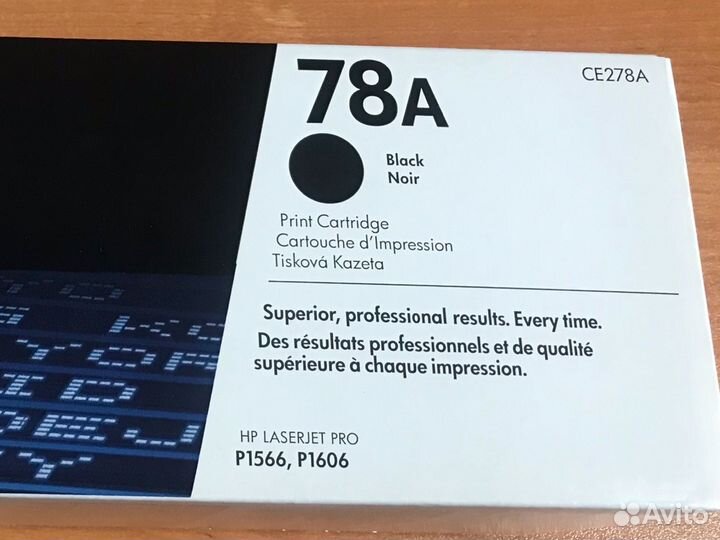 78A
CE278A
Black
Noir
Print Cartridge
Cartouche d'Impression
Tisková Kazeta
Superior, professional results. Every time.
Des résultats professionnels et de qualité
supérieure à chaque impression.
HP LASERJET PRO
P1566, P1606
Avito